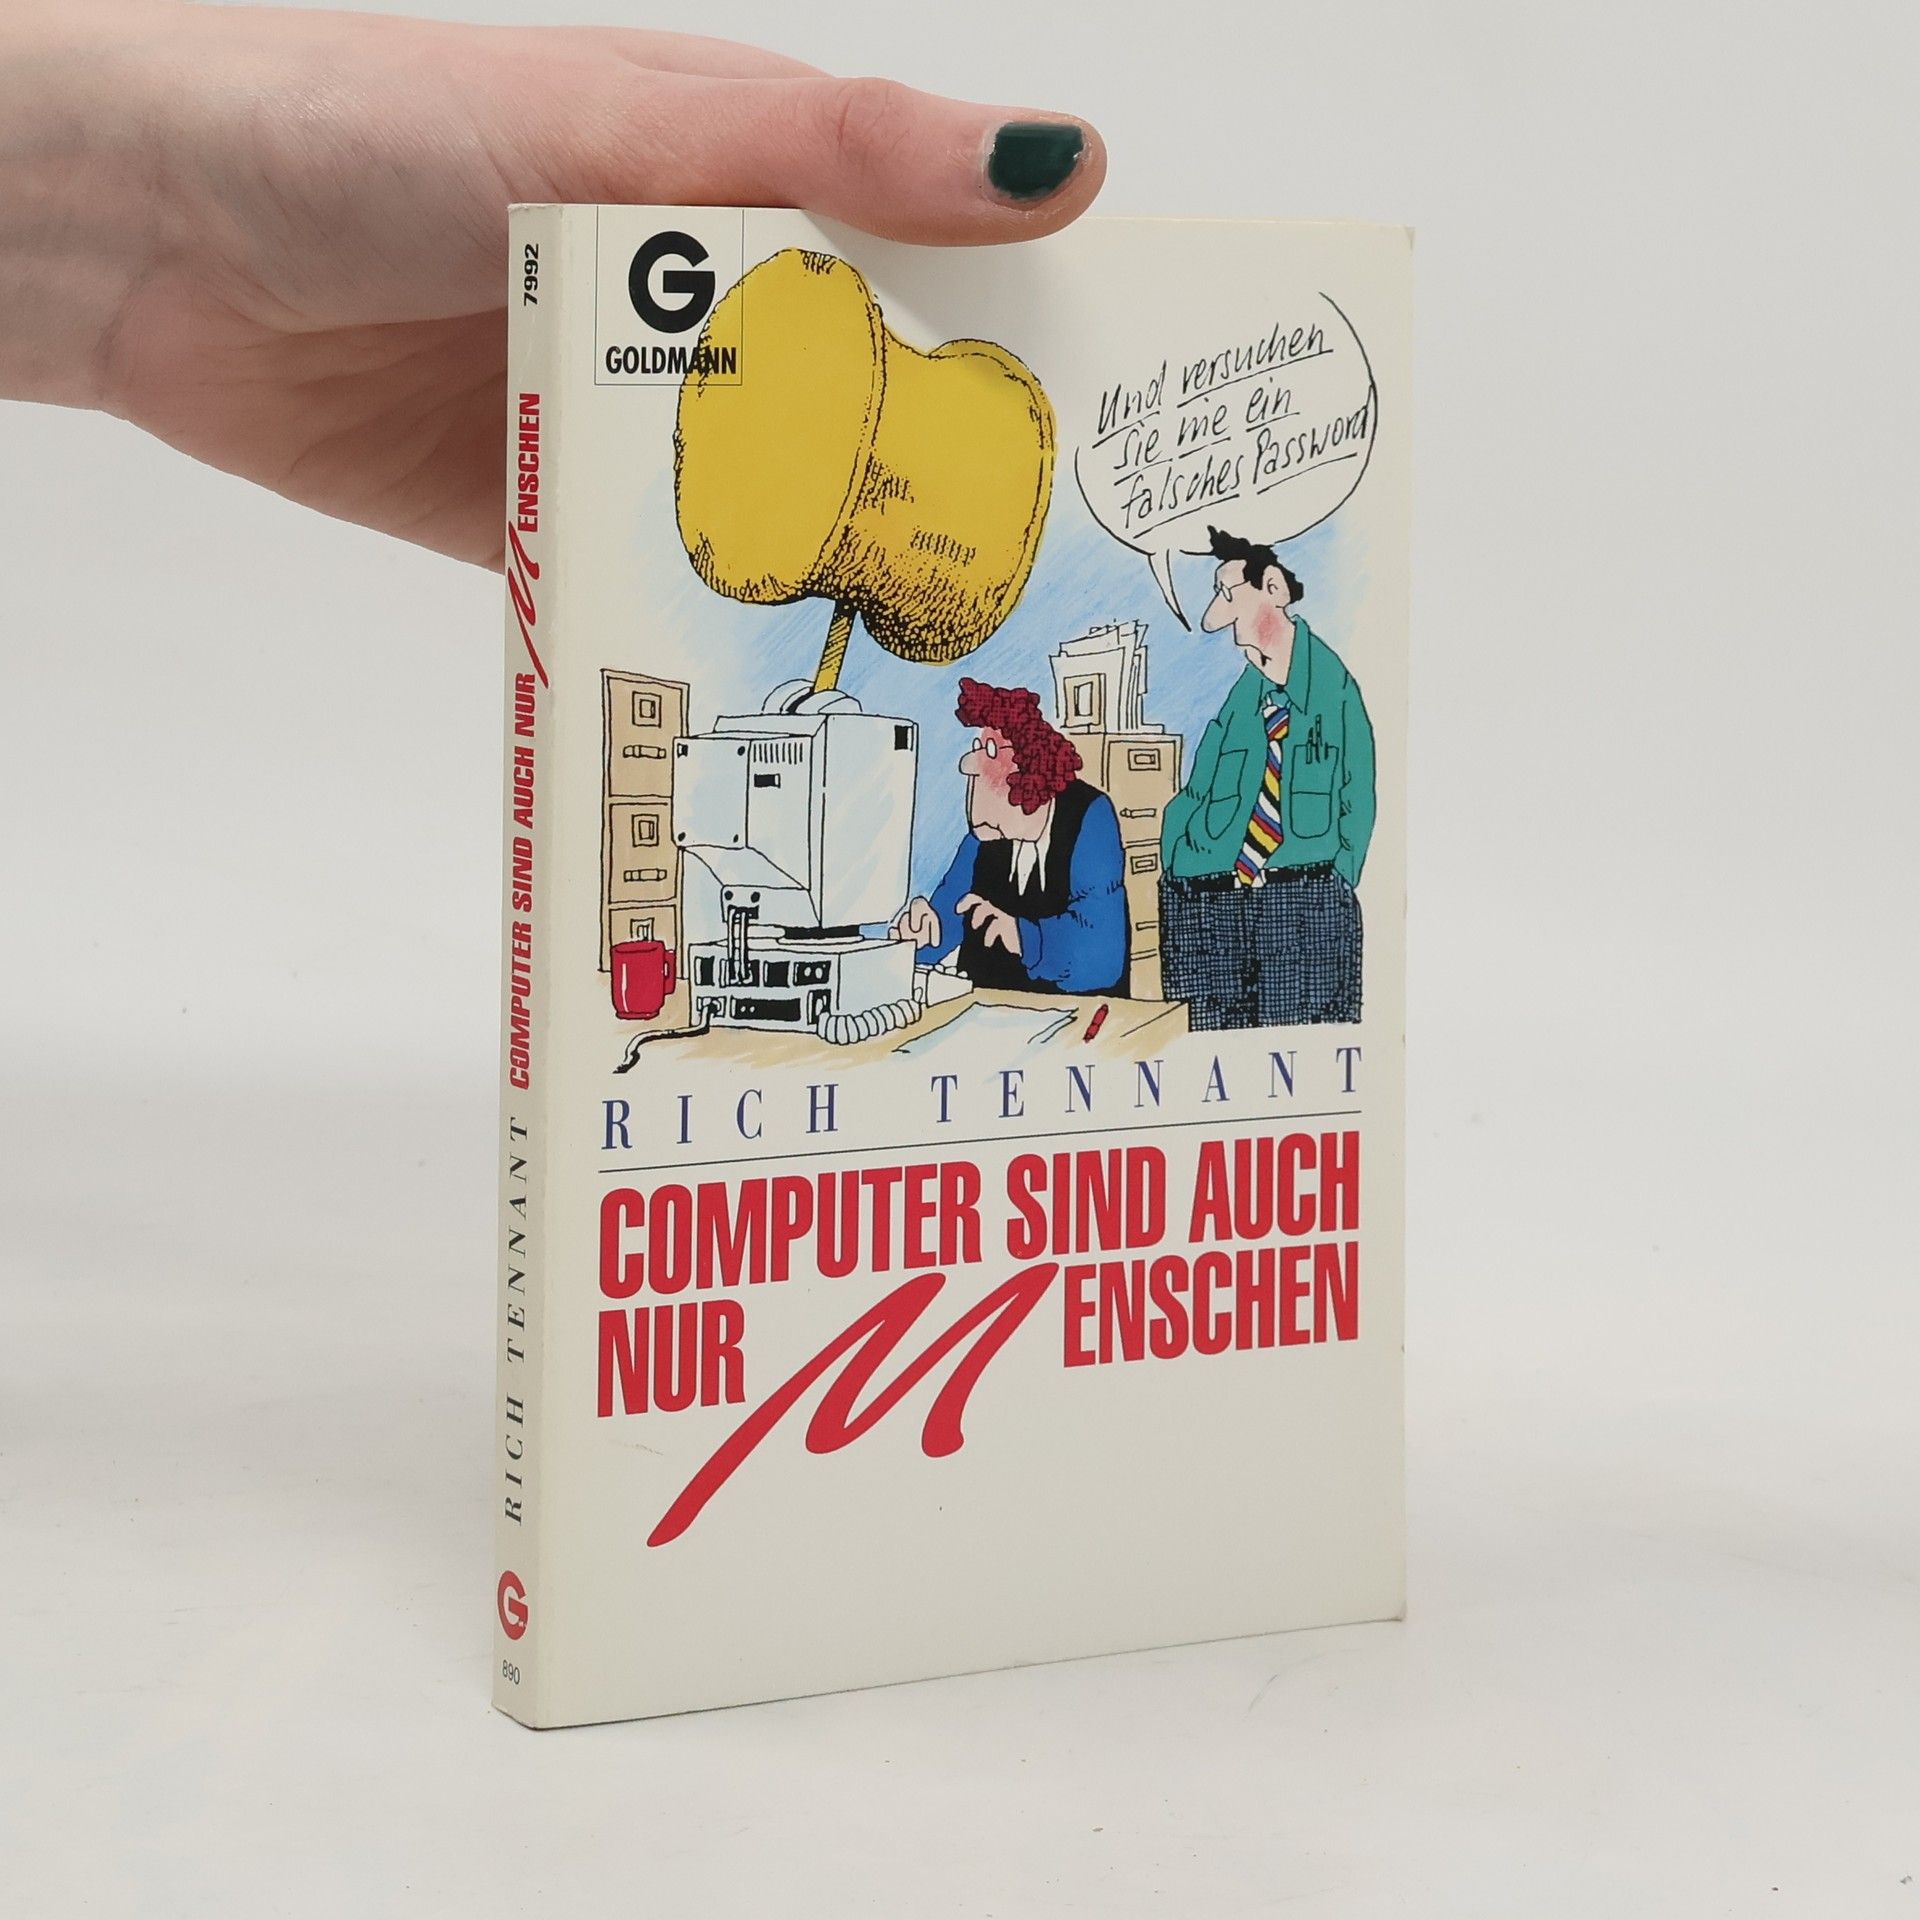 7992
COMPUTER SIND AUCH NUR MENSCHEN
RICH TENNANT
G
890
G
GOLDMANN
Und versuchen
Sie nie ein
falsches Password
RICH TENNANT
COMPUTER SIND AUCH
NUR MENSCHEN